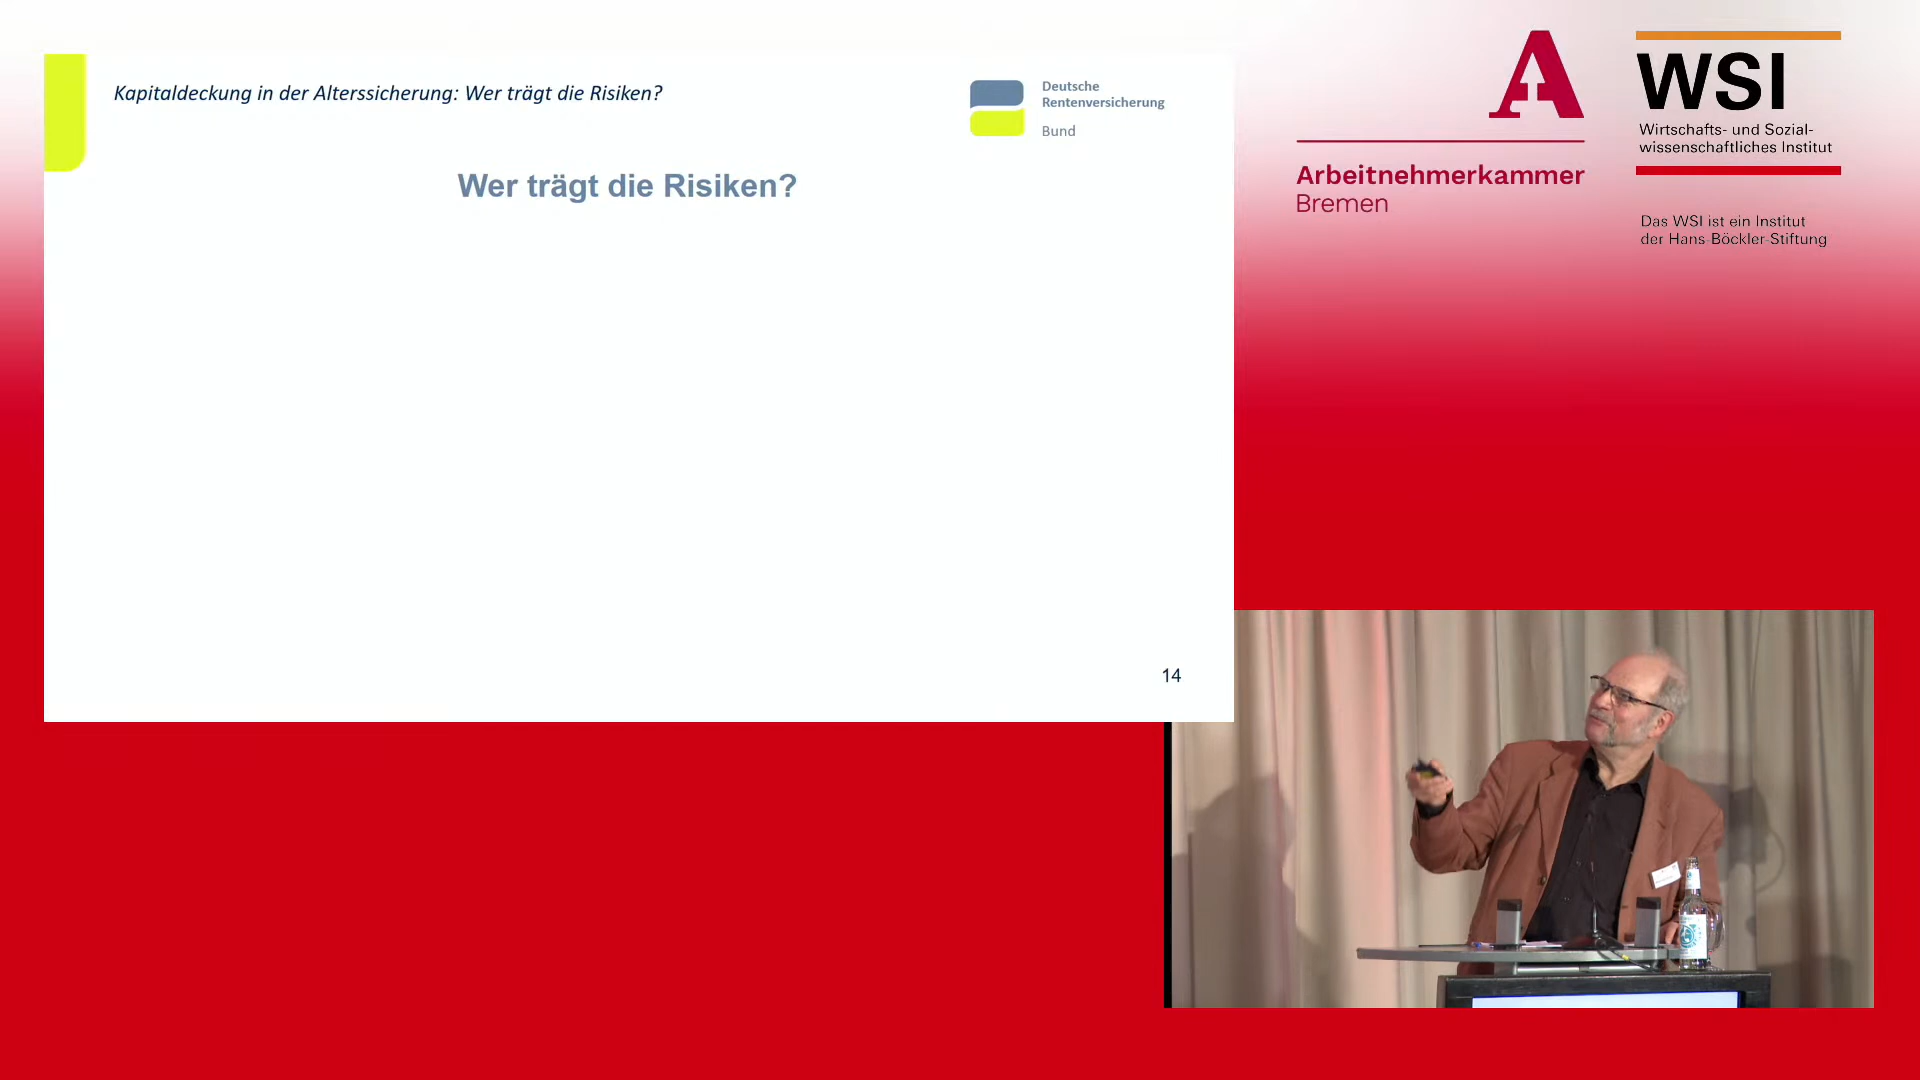 Kapitaldeckung in der Alterssicherung: Wer trägt die Risiken?
Deutsche
Rentenversicherung
Bund
Wer trägt die Risiken?
14
A
Arbeitnehmerkammer
Bremen
WSI
Wirtschafts- und Sozial-
wissenschaftliches Institut
Das WSI ist ein Institut
der Hans-Böckler-Stiftung